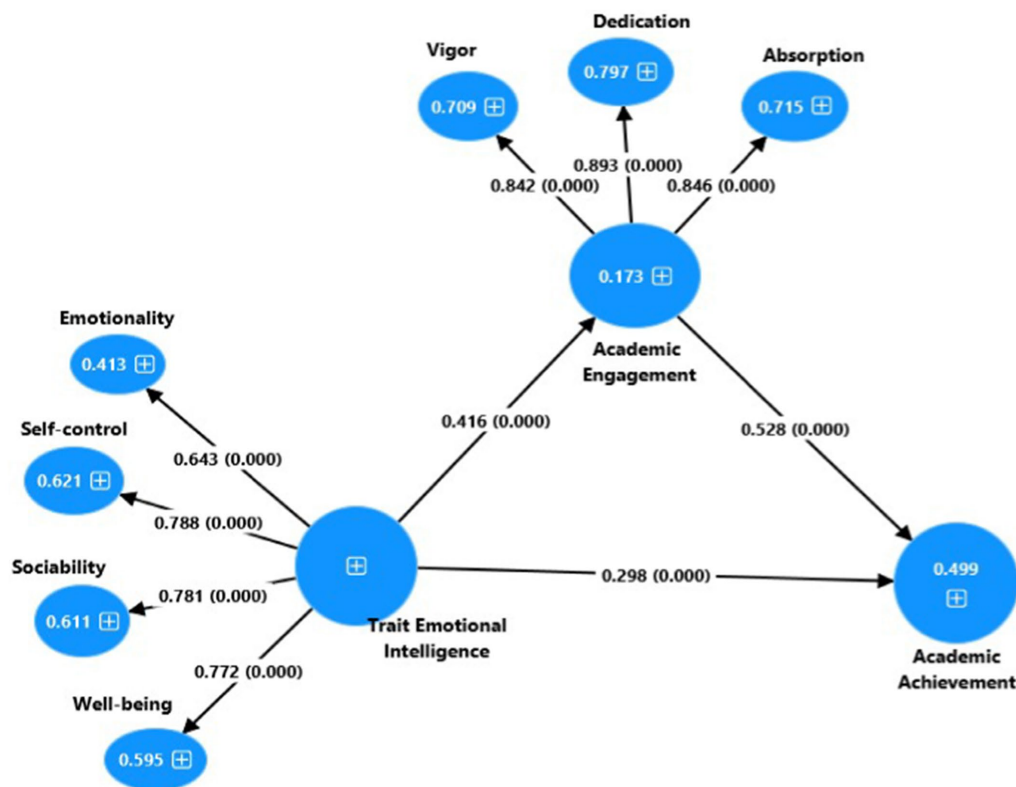 Dedication
Vigor
Absorption
0.797
0.709
0.715
0.893 (0.000)
0.842 (0.000)
0.846 (0.000)
0.173
Emotionality
Academic
Engagement
0.413
0.416 (0.000)
0.528 (0.000)
Self-control
0.643 (0.000)
0.621
0.788 (0.000)
Sociability
0.499
0.298 (0.000)
0.781 (0.000)
0.611
Trait Emotional
Intelligence
Academic
Achievement
0.772 (0.000)
Well-being
0.595